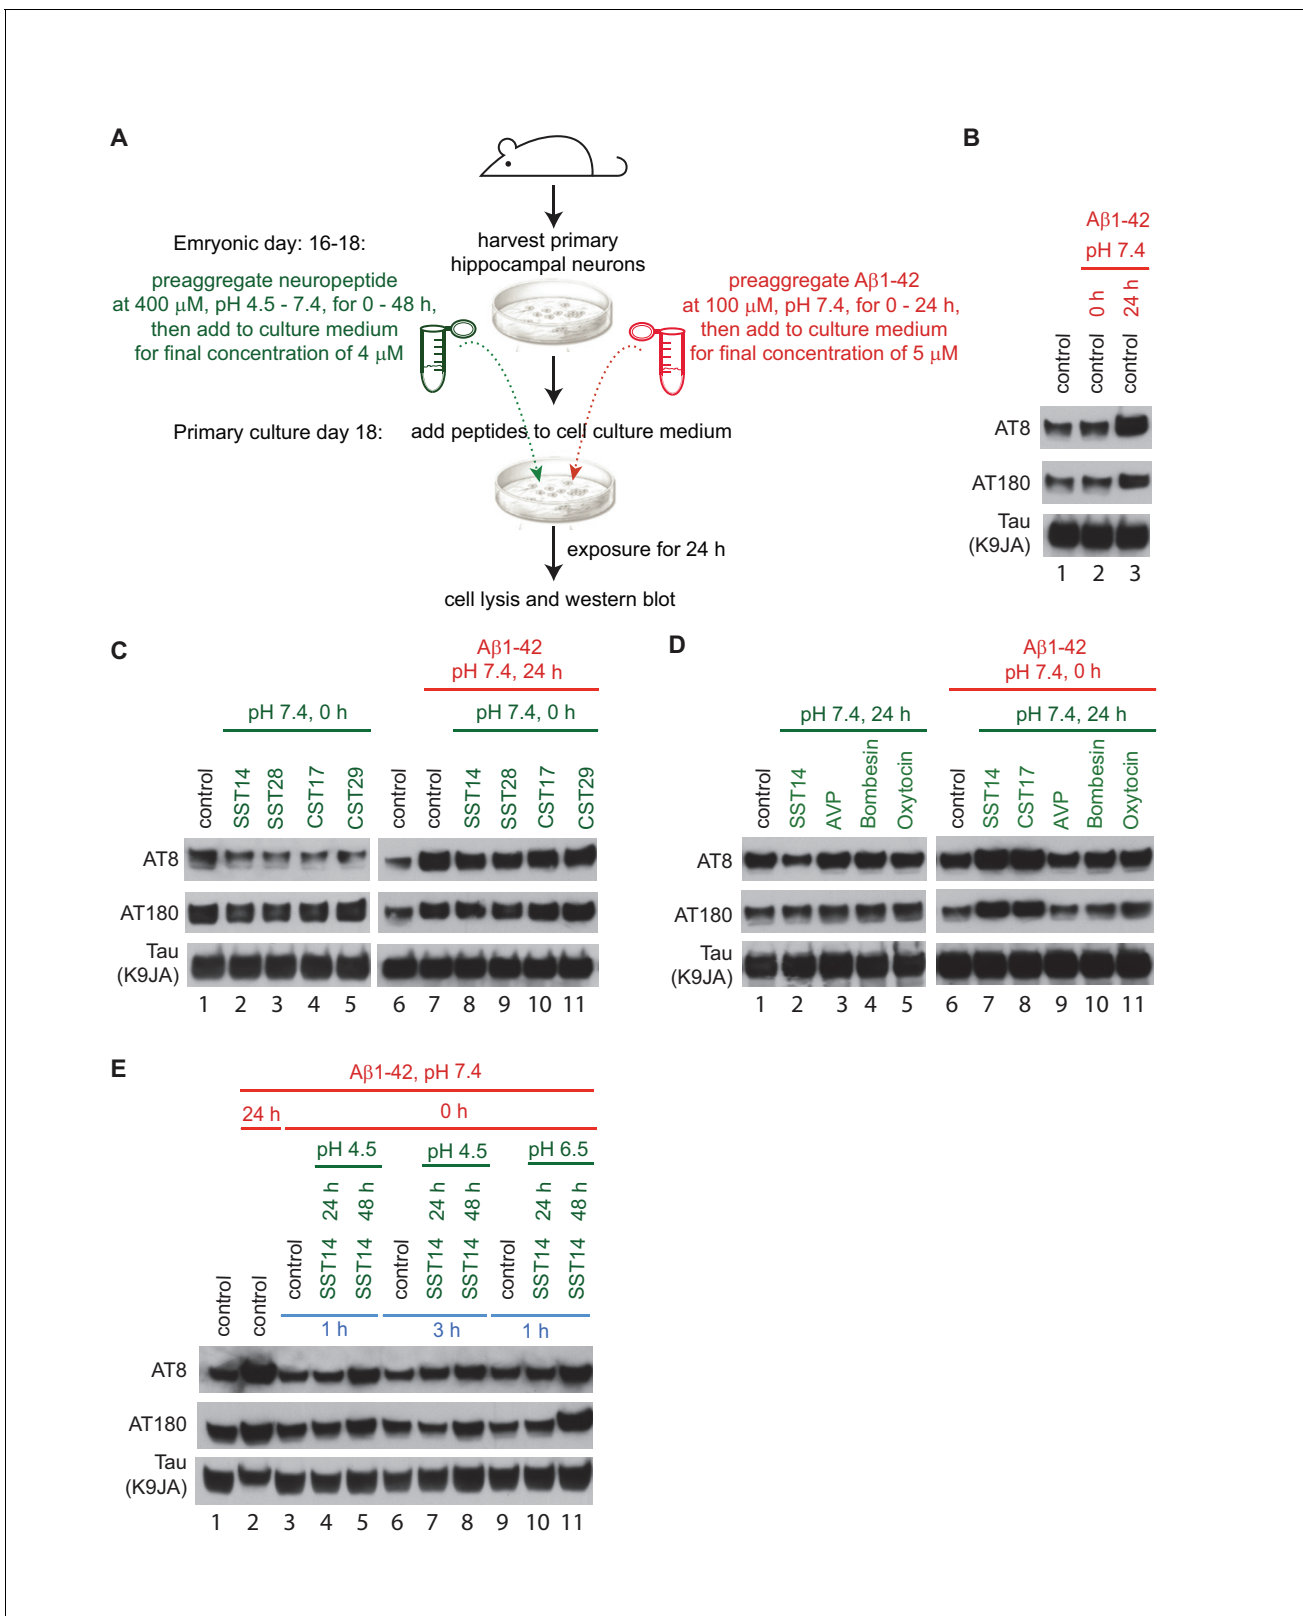 A
Emryonic day: 16-18:
harvest primary
hippocampal neurons
preaggregate neuropeptide
at 400 μM, pH 4.5 - 7.4, for 0 - 48 h,
then add to culture medium
for final concentration of 4 μM
preaggregate Aβ1-42
at 100 μM, pH 7.4, for 0 - 24 h,
then add to culture medium
for final concentration of 5 μM
Primary culture day 18:
add peptides to cell culture medium
exposure for 24 h
cell lysis and western blot
B
Aβ1-42
pH 7.4
0 h
24 h
control
control
control
AT8
AT180
Tau
(K9JA)
1 2 3
C
Aβ1-42
pH 7.4, 24 h
pH 7.4, 0 h
pH 7.4, 0 h
control
SST14
SST28
CST17
CST29
control
control
SST14
SST28
CST17
CST29
AT8
AT180
Tau
(K9JA)
1 2 3 4 5 6 7 8 9 10 11
D
Aβ1-42
pH 7.4, 0 h
pH 7.4, 24 h
pH 7.4, 24 h
control
SST14
AVP
Bombesin
Oxytocin
control
SST14
CST17
AVP
Bombesin
Oxytocin
AT8
AT180
Tau
(K9JA)
1 2 3 4 5 6 7 8 9 10 11
E
Aβ1-42, pH 7.4
24 h
0 h
pH 4.5
pH 4.5
pH 6.5
control
control
control
SST14 24 h
SST14 48 h
control
SST14 24 h
SST14 48 h
control
SST14 24 h
SST14 48 h
1 h
3 h
1 h
AT8
AT180
Tau
(K9JA)
1 2 3 4 5 6 7 8 9 10 11